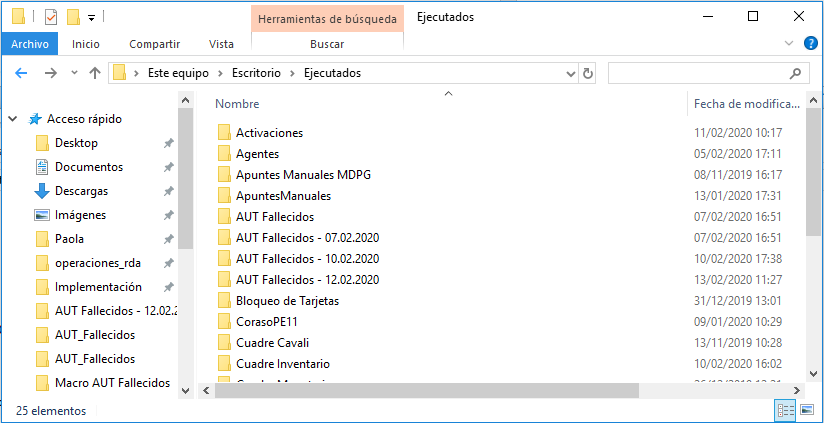 Herramientas de búsqueda Ejecutados
Archivo Inicio Compartir Vista Buscar
Este equipo Escritorio Ejecutados
Nombre Fecha de modifica...
Acceso rápido
Desktop
Documentos
Descargas
Imágenes
Paola
operaciones_rda
Implementación
AUT Fallecidos - 12.02.2
AUT_Fallecidos
AUT_Fallecidos
Macro AUT Fallecidos
Activaciones 11/02/2020 10:17
Agentes 05/02/2020 17:11
Apuntes Manuales MDPG 08/11/2019 16:17
ApuntesManuales 13/01/2020 17:31
AUT Fallecidos 07/02/2020 16:51
AUT Fallecidos - 07.02.2020 07/02/2020 16:51
AUT Fallecidos - 10.02.2020 10/02/2020 17:38
AUT Fallecidos - 12.02.2020 13/02/2020 11:27
Bloqueo de Tarjetas 31/12/2019 13:01
CorasoPE11 09/01/2020 10:29
Cuadre Cavali 13/11/2019 10:28
Cuadre Inventario 10/02/2020 16:02
25 elementos